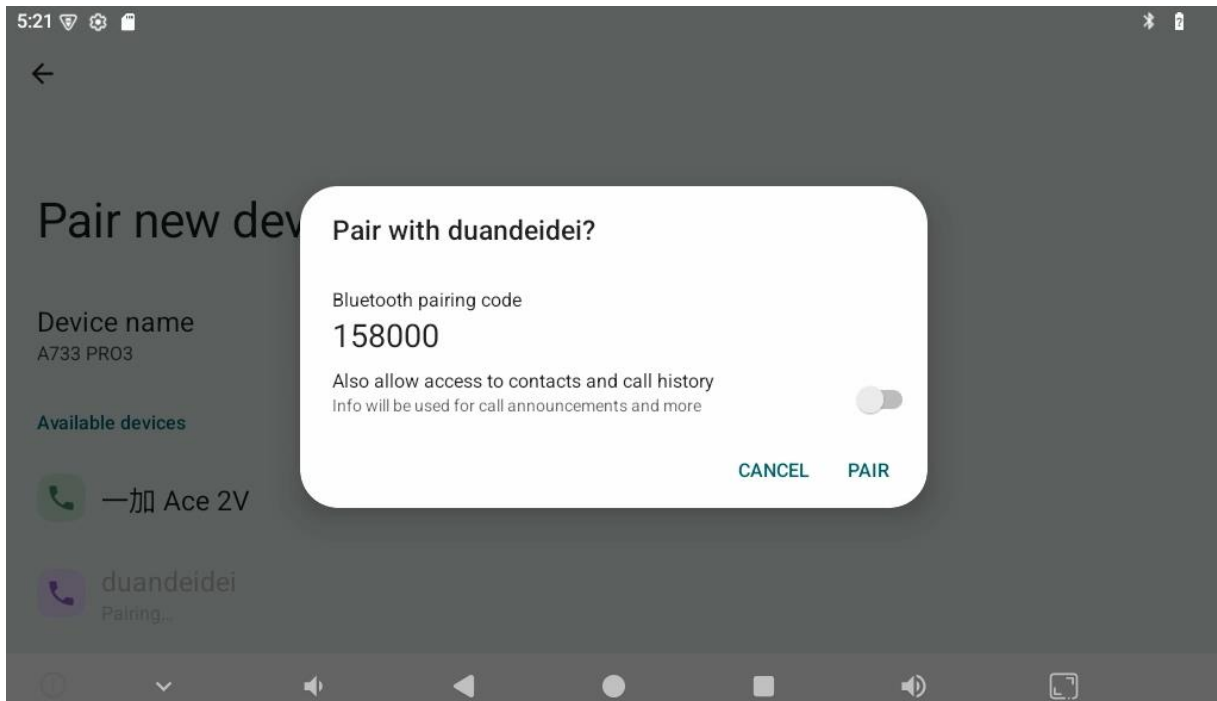 5:21
Pair new dev
Pair with duandeidei?
Bluetooth pairing code
158000
Also allow access to contacts and call history
Info will be used for call announcements and more
CANCEL PAIR
Device name
A733 PRO3
Available devices
一加 Ace 2V
duandeidei
Pairing...